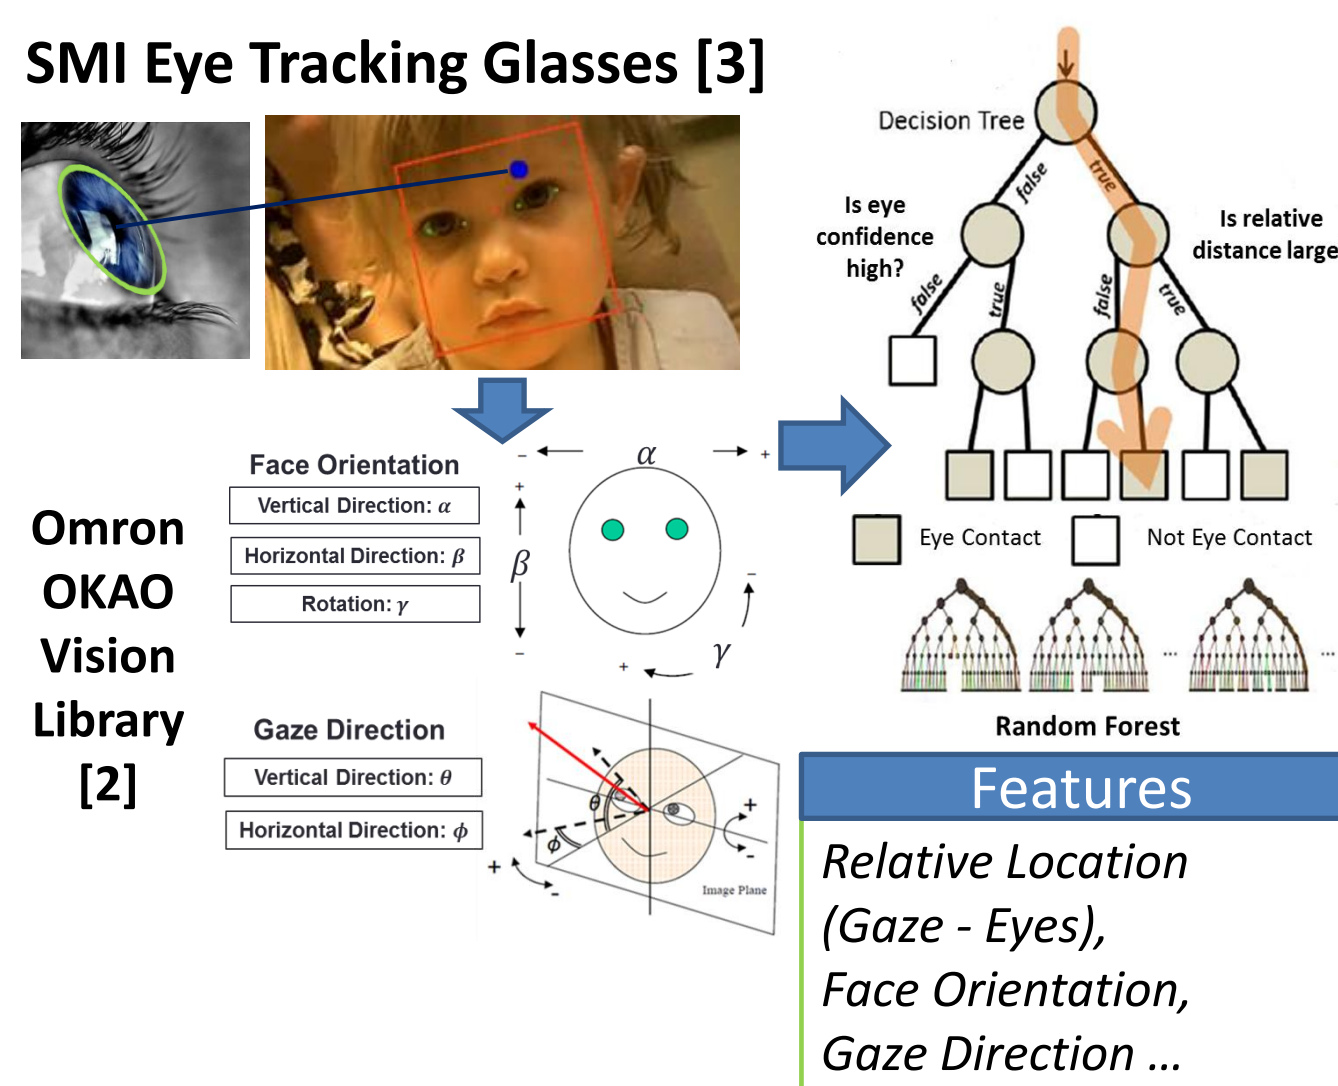 SMI Eye Tracking Glasses [3]
Decision Tree
false
true
Is eye
confidence
high?
Is relative
distance large
false
true
false
true
Eye Contact
Not Eye Contact
...
...
Random Forest
Omron
OKAO
Vision
Library
[2]
Face Orientation
Vertical Direction: α
Horizontal Direction: β
Rotation: γ
− α +
+
β
−
−
γ
+
Gaze Direction
Vertical Direction: θ
Horizontal Direction: ϕ
θ
ϕ
+
-
+
-
Image Plane
Features
Relative Location
(Gaze - Eyes),
Face Orientation,
Gaze Direction ...